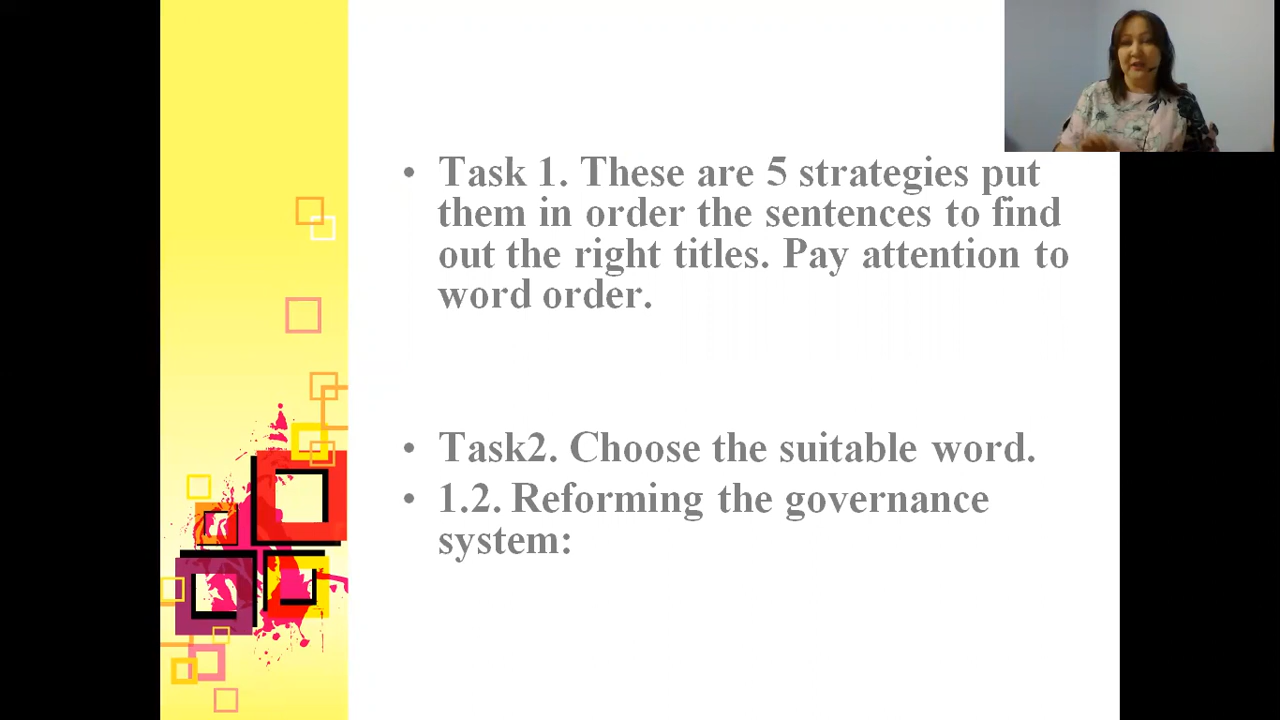 • Task 1. These are 5 strategies put
them in order the sentences to find
out the right titles. Pay attention to
word order.
• Task2. Choose the suitable word.
• 1.2. Reforming the governance
system: